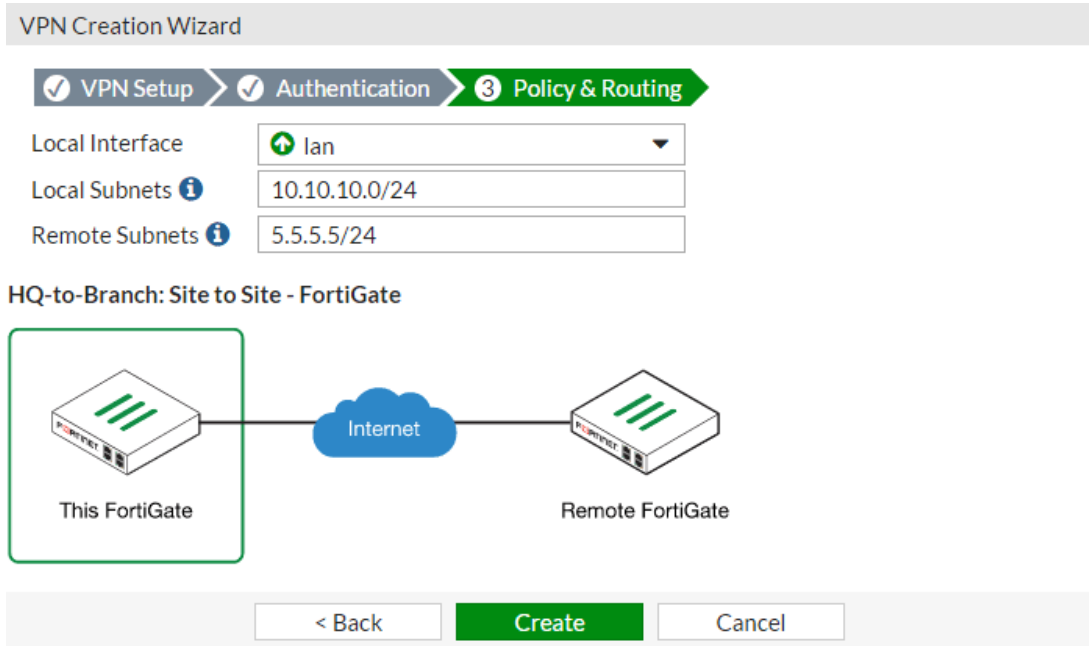 VPN Creation Wizard
VPN Setup Authentication 3 Policy & Routing
Local Interface lan
Local Subnets 10.10.10.0/24
Remote Subnets 5.5.5.5/24
HQ-to-Branch: Site to Site - FortiGate
FORTINET Internet FORTINET
This FortiGate Remote FortiGate
< Back Create Cancel